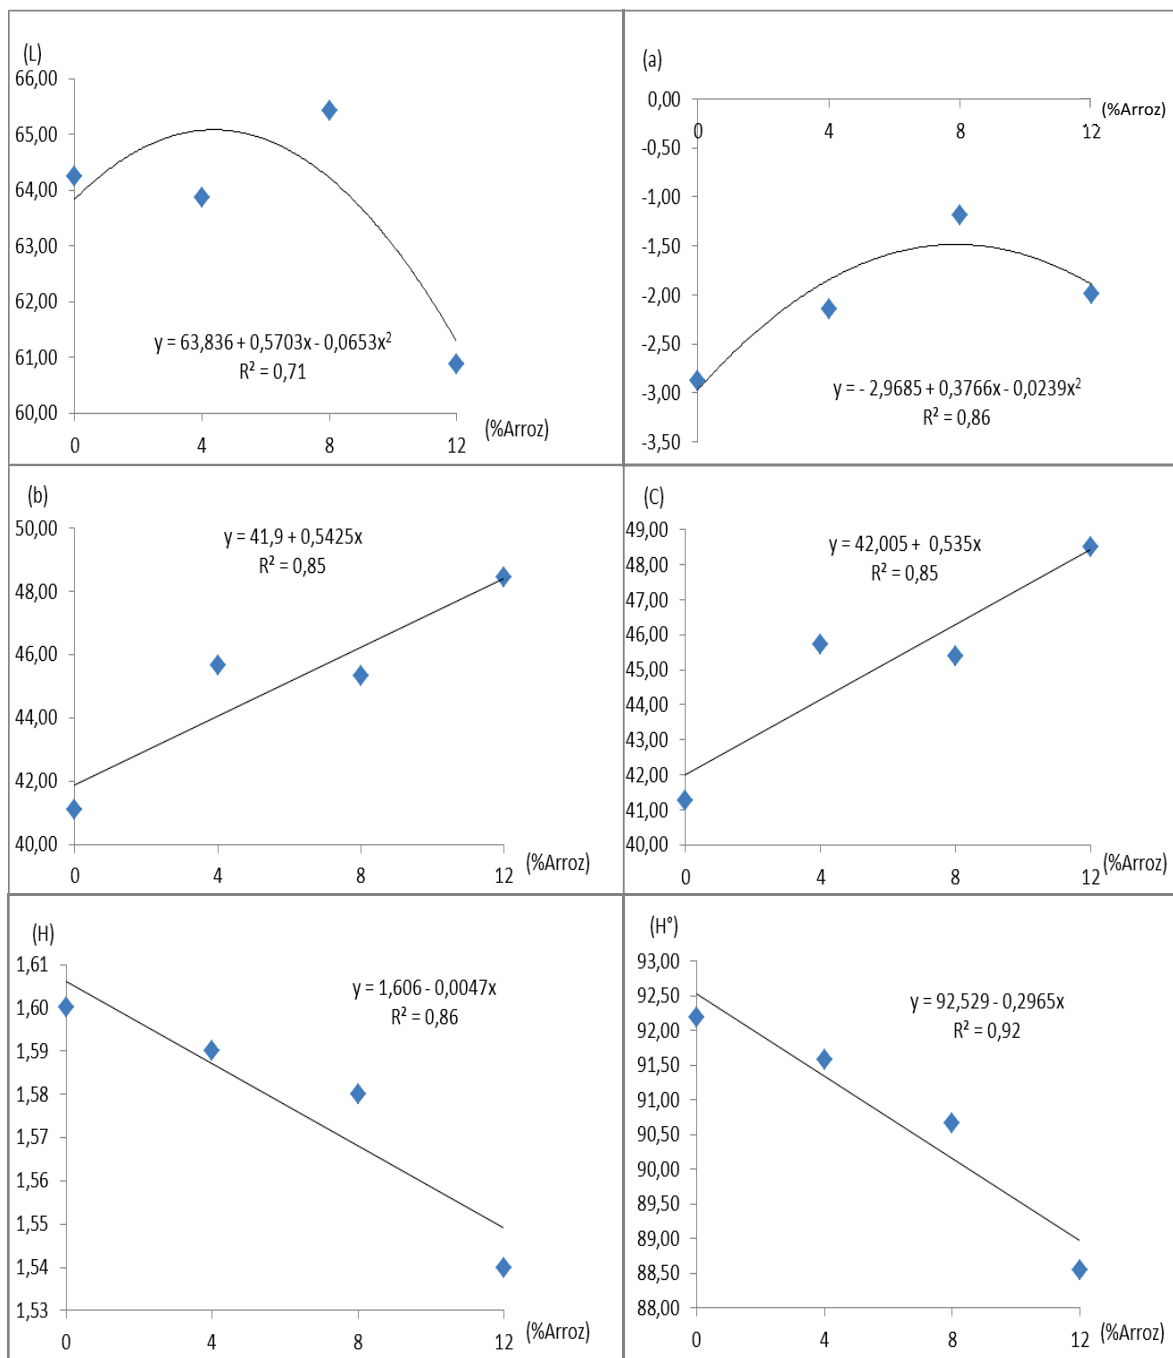 (L)
66,00
65,00
64,00
63,00
62,00
61,00
60,00
y = 63,836 + 0,5703x - 0,0653x²
R² = 0,71
0 4 8 12 (%Arroz)
(a)
0,00
-0,50
-1,00
-1,50
-2,00
-2,50
-3,00
-3,50
0 4 8 12 (%Arroz)
y = - 2,9685 + 0,3766x - 0,0239x²
R² = 0,86
(b)
50,00
48,00
46,00
44,00
42,00
40,00
y = 41,9 + 0,5425x
R² = 0,85
0 4 8 12 (%Arroz)
(C)
49,00
48,00
47,00
46,00
45,00
44,00
43,00
42,00
41,00
40,00
y = 42,005 + 0,535x
R² = 0,85
0 4 8 12 (%Arroz)
(H)
1,61
1,60
1,59
1,58
1,57
1,56
1,55
1,54
1,53
y = 1,606 - 0,0047x
R² = 0,86
0 4 8 12 (%Arroz)
(H°)
93,00
92,50
92,00
91,50
91,00
90,50
90,00
89,50
89,00
88,50
88,00
y = 92,529 - 0,2965x
R² = 0,92
0 4 8 12 (%Arroz)